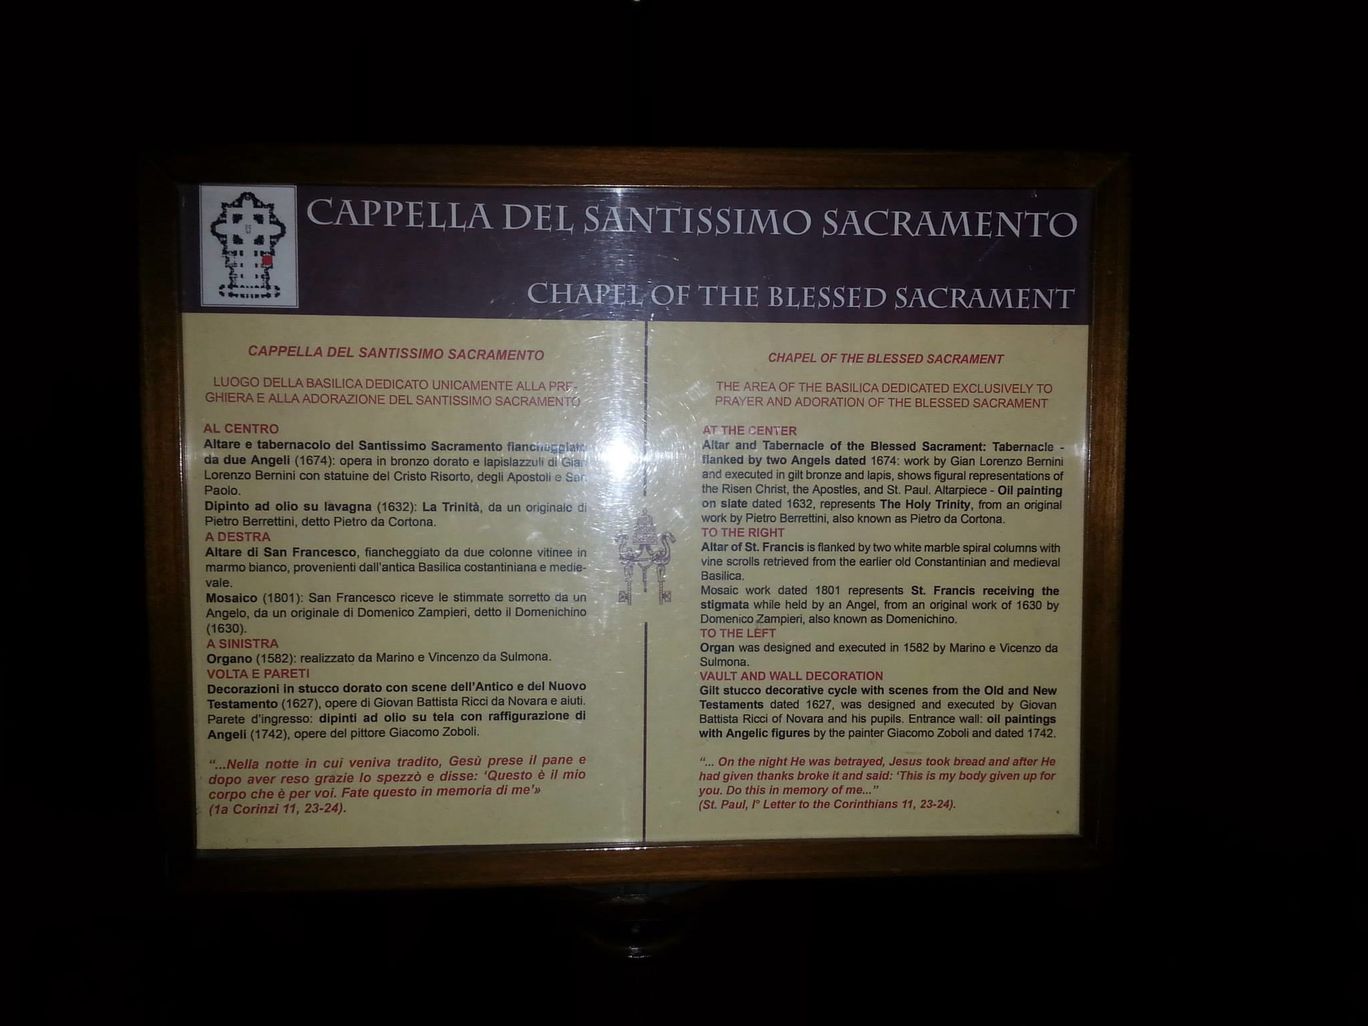 CAPPELLA DEL SANTISSIMO SACRAMENTO
CHAPEL OF THE BLESSED SACRAMENT
CAPPELLA DEL SANTISSIMO SACRAMENTO
LUOGO DELLA BASILICA DEDICATO UNICAMENTE ALLA PRE-
GHIERA E ALLA ADORAZIONE DEL SANTISSIMO SACRAMENTO
AL CENTRO
Altare e tabernacolo del Santissimo Sacramento fiancheggiato
da due Angeli (1674): opera in bronzo dorato e lapislazzuli di Gian
Lorenzo Bernini con statuine del Cristo Risorto, degli Apostoli e San
Paolo.
Dipinto ad olio su lavagna (1632): La Trinità, da un originale di
Pietro Berrettini, detto Pietro da Cortona.
A DESTRA
Altare di San Francesco, fiancheggiato da due colonne vitinee in
marmo bianco, provenienti dall'antica Basilica costantiniana e medie-
vale.
Mosaico (1801): San Francesco riceve le stimmate sorretto da un
Angelo, da un originale di Domenico Zampieri, detto il Domenichino
(1630).
A SINISTRA
Organo (1582): realizzato da Marino e Vincenzo da Sulmona.
VOLTA E PARETI
Decorazioni in stucco dorato con scene dell'Antico e del Nuovo
Testamento (1627), opere di Giovan Battista Ricci da Novara e aiuti.
Parete d'ingresso: dipinti ad olio su tela con raffigurazione di
Angeli (1742), opere del pittore Giacomo Zoboli.
"...Nella notte in cui veniva tradito, Gesù prese il pane e
dopo aver reso grazie lo spezzò e disse: 'Questo è il mio
corpo che è per voi. Fate questo in memoria di me'»
(1a Corinzi 11, 23-24).
CHAPEL OF THE BLESSED SACRAMENT
THE AREA OF THE BASILICA DEDICATED EXCLUSIVELY TO
PRAYER AND ADORATION OF THE BLESSED SACRAMENT
AT THE CENTER
Altar and Tabernacle of the Blessed Sacrament: Tabernacle -
flanked by two Angels dated 1674: work by Gian Lorenzo Bernini
and executed in gilt bronze and lapis, shows figural representations of
the Risen Christ, the Apostles, and St. Paul. Altarpiece - Oil painting
on slate dated 1632, represents The Holy Trinity, from an original
work by Pietro Berrettini, also known as Pietro da Cortona.
TO THE RIGHT
Altar of St. Francis is flanked by two white marble spiral columns with
vine scrolls retrieved from the earlier old Constantinian and medieval
Basilica.
Mosaic work dated 1801 represents St. Francis receiving the
stigmata while held by an Angel, from an original work of 1630 by
Domenico Zampieri, also known as Domenichino.
TO THE LEFT
Organ was designed and executed in 1582 by Marino e Vicenzo da
Sulmona.
VAULT AND WALL DECORATION
Gilt stucco decorative cycle with scenes from the Old and New
Testaments dated 1627, was designed and executed by Giovan
Battista Ricci of Novara and his pupils. Entrance wall: oil paintings
with Angelic figures by the painter Giacomo Zoboli and dated 1742.
"... On the night He was betrayed, Jesus took bread and after He
had given thanks broke it and said: 'This is my body given up for
you. Do this in memory of me..."
(St. Paul, I° Letter to the Corinthians 11, 23-24).